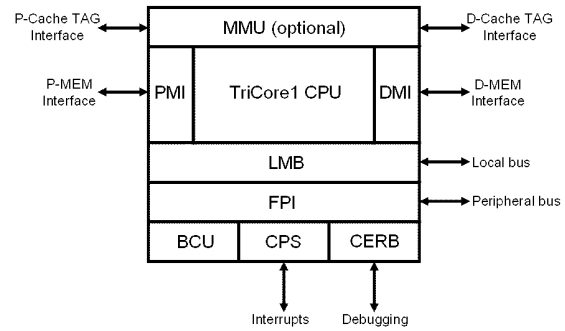 P-Cache TAG
Interface
MMU (optional)
D-Cache TAG
Interface
P-MEM
Interface
PMI
TriCore1 CPU
DMI
D-MEM
Interface
LMB
Local bus
FPI
Peripheral bus
BCU
CPS
CERB
Interrupts
Debugging